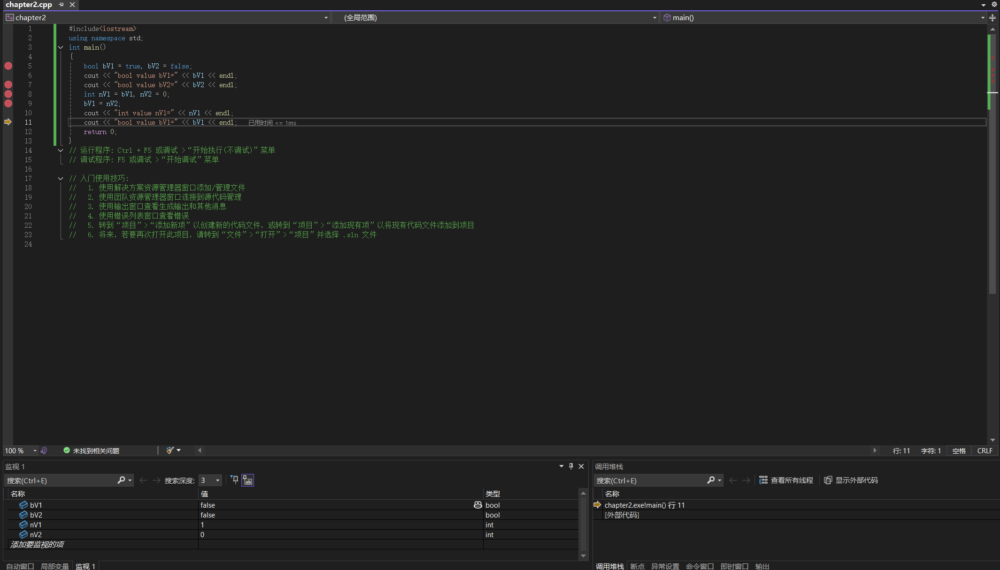 chapter2.cpp
chapter2
(全局范围)
main()
1 #include<iostream>
2 using namespace std;
3 int main()
4 {
5 bool bV1 = true, bV2 = false;
6 cout << "bool value bV1=" << bV1 << endl;
7 cout << "bool value bV2=" << bV2 << endl;
8 int nV1 = bV1, nV2 = 0;
9 bV1 = nV2;
10 cout << "int value nV1=" << nV1 << endl;
11 cout << "bool value bV1=" << bV1 << endl; 已用时间 <= 1ms
12 return 0;
13 }
14 // 运行程序: Ctrl + F5 或调试 >“开始执行(不调试)”菜单
15 // 调试程序: F5 或调试 >“开始调试”菜单
16
17 // 入门使用技巧:
18 // 1. 使用解决方案资源管理器窗口添加/管理文件
19 // 2. 使用团队资源管理器窗口连接到源代码管理
20 // 3. 使用输出窗口查看生成输出和其他消息
21 // 4. 使用错误列表窗口查看错误
22 // 5. 转到“项目”>“添加新项”以创建新的代码文件，或转到“项目”>“添加现有项”以将现有代码文件添加到项目
23 // 6. 将来，若要再次打开此项目，请转到“文件”>“打开”>“项目”并选择 .sln 文件
24
100 % 未找到相关问题 行: 11 字符: 1 空格 CRLF
监视 1
搜索(Ctrl+E) 搜索深度: 3
名称 值 类型
bV1 false bool
bV2 false bool
nV1 1 int
nV2 0 int
添加要监视的项
自动窗口 局部变量 监视 1
调用堆栈
搜索(Ctrl+E) 查看所有线程 显示外部代码
名称
chapter2.exe!main() 行 11
[外部代码]
调用堆栈 断点 异常设置 命令窗口 即时窗口 输出